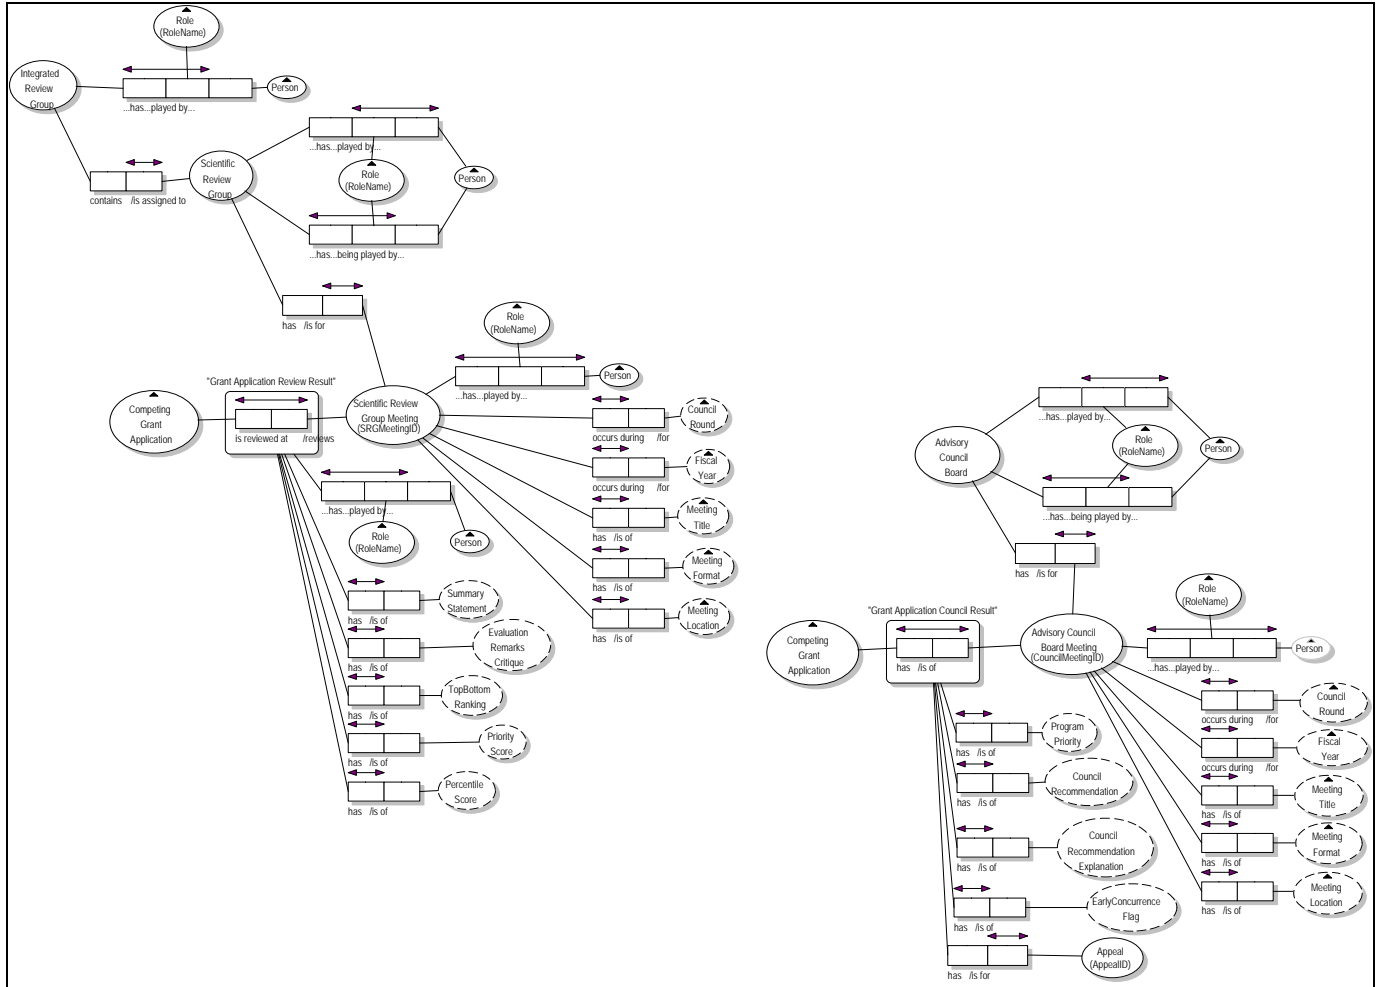 Role
(RoleName)
Integrated
Review
Group
Person
...has...played by...
...has...played by...
Scientific
Review
Group
Role
(RoleName)
Person
contains /is assigned to
...has...being played by...
has /is for
Role
(RoleName)
Person
...has...played by...
"Grant Application Review Result"
Competing
Grant
Application
is reviewed at /reviews
Scientific Review
Group Meeting
(SRGMeetingID)
Council
Round
occurs during /for
Fiscal
Year
occurs during /for
Meeting
Title
has /is of
Meeting
Format
has /is of
Meeting
Location
has /is of
...has...played by...
Role
(RoleName)
Person
Summary
Statement
has /is of
Evaluation
Remarks
Critique
has /is of
TopBottom
Ranking
has /is of
Priority
Score
has /is of
Percentile
Score
has /is of
...has...played by...
Advisory
Council
Board
Role
(RoleName)
Person
...has...being played by...
has /is for
Role
(RoleName)
"Grant Application Council Result"
Competing
Grant
Application
has /is of
Advisory Council
Board Meeting
(CouncilMeetingID)
Person
...has...played by...
Council
Round
occurs during /for
Fiscal
Year
occurs during /for
Meeting
Title
has /is of
Meeting
Format
has /is of
Meeting
Location
has /is of
Program
Priority
has /is of
Council
Recommendation
has /is of
Council
Recommendation
Explanation
has /is of
EarlyConcurrence
Flag
has /is of
Appeal
(AppealID)
has /is for